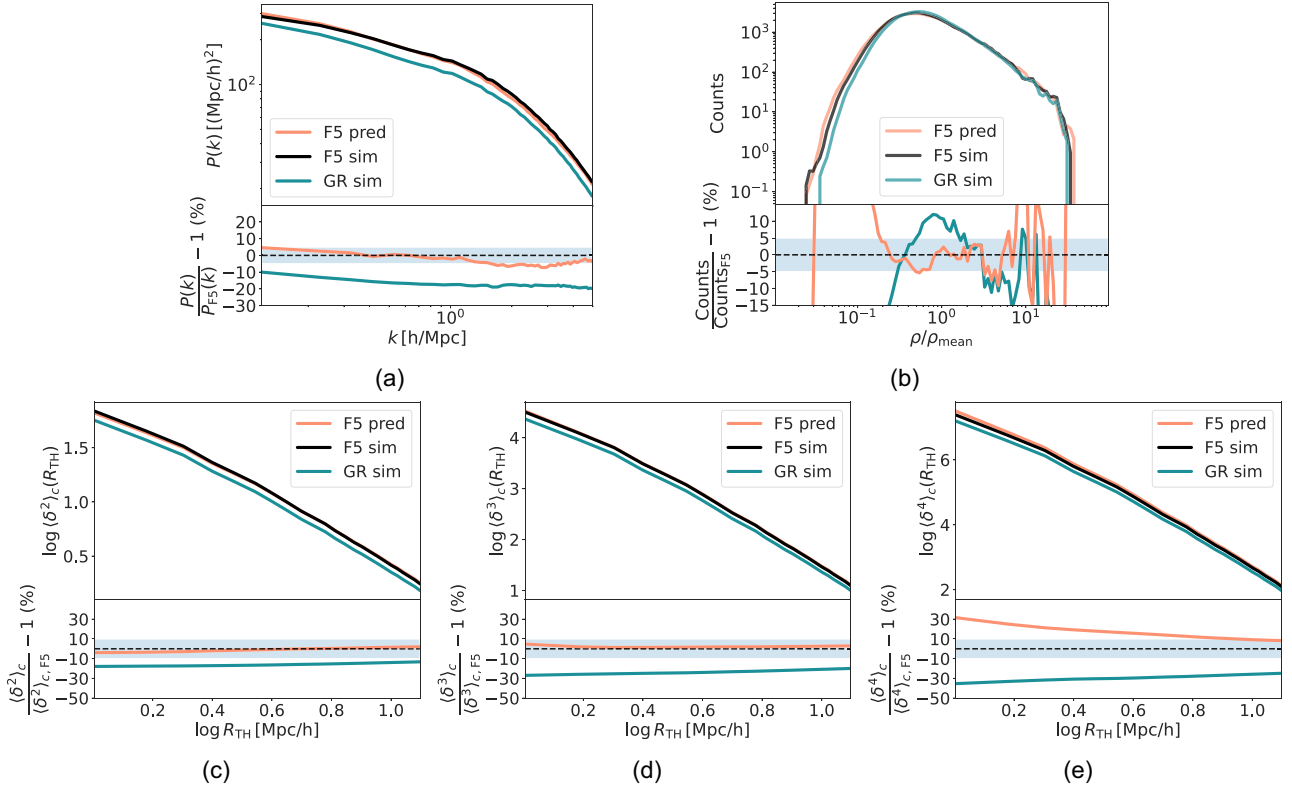 P(k) [(Mpc/h)²]
10²
F5 pred
F5 sim
GR sim
P(k)/P_F5(k) − 1 (%)
20
10
0
−10
−20
−30
10⁰
k [h/Mpc]
(a)
Counts
10³
10²
10¹
10⁰
10⁻¹
F5 pred
F5 sim
GR sim
Counts/Counts_F5 − 1 (%)
10
5
0
−5
−10
−15
10⁻¹ 10⁰ 10¹
ρ/ρ_mean
(b)
log ⟨δ²⟩_c(R_TH)
1.5
1.0
0.5
F5 pred
F5 sim
GR sim
⟨δ²⟩_c/⟨δ²⟩_c, F5 − 1 (%)
30
10
−10
−30
−50
0.2 0.4 0.6 0.8 1.0
log R_TH [Mpc/h]
(c)
log ⟨δ³⟩_c(R_TH)
4
3
2
1
F5 pred
F5 sim
GR sim
⟨δ³⟩_c/⟨δ³⟩_c, F5 − 1 (%)
30
10
−10
−30
−50
0.2 0.4 0.6 0.8 1.0
log R_TH [Mpc/h]
(d)
log ⟨δ⁴⟩_c(R_TH)
6
4
2
F5 pred
F5 sim
GR sim
⟨δ⁴⟩_c/⟨δ⁴⟩_c, F5 − 1 (%)
30
10
−10
−30
−50
0.2 0.4 0.6 0.8 1.0
log R_TH [Mpc/h]
(e)